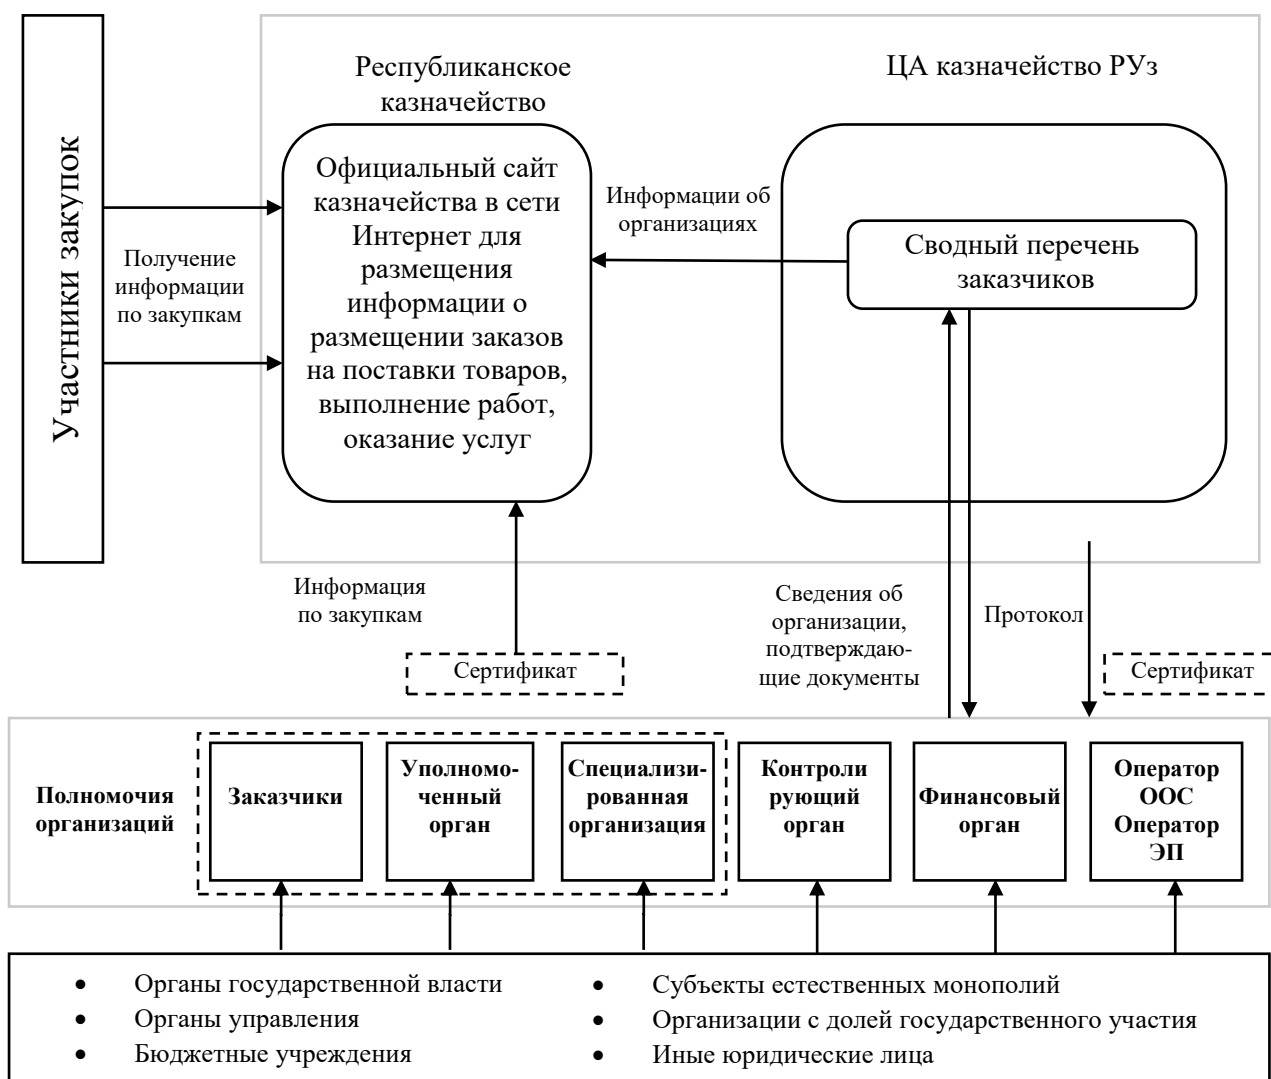 Участники закупок
Республиканское
казначейство
ЦА казначейство РУз
Официальный сайт
казначейства в сети
Интернет для
размещения
информации о
размещении заказов
на поставки товаров,
выполнение работ,
оказание услуг
Информации об
организациях
Сводный перечень
заказчиков
Получение
информации
по закупкам
Информация
по закупкам
Сертификат
Сведения об
организации,
подтверждаю-
щие документы
Протокол
Сертификат
Полномочия
организаций
Заказчики
Уполномо-
ченный
орган
Специализи-
рованная
организация
Контроли
рующий
орган
Финансовый
орган
Оператор
ООС
Оператор
ЭП
• Органы государственной власти
• Органы управления
• Бюджетные учреждения
• Субъекты естественных монополий
• Организации с долей государственного участия
• Иные юридические лица